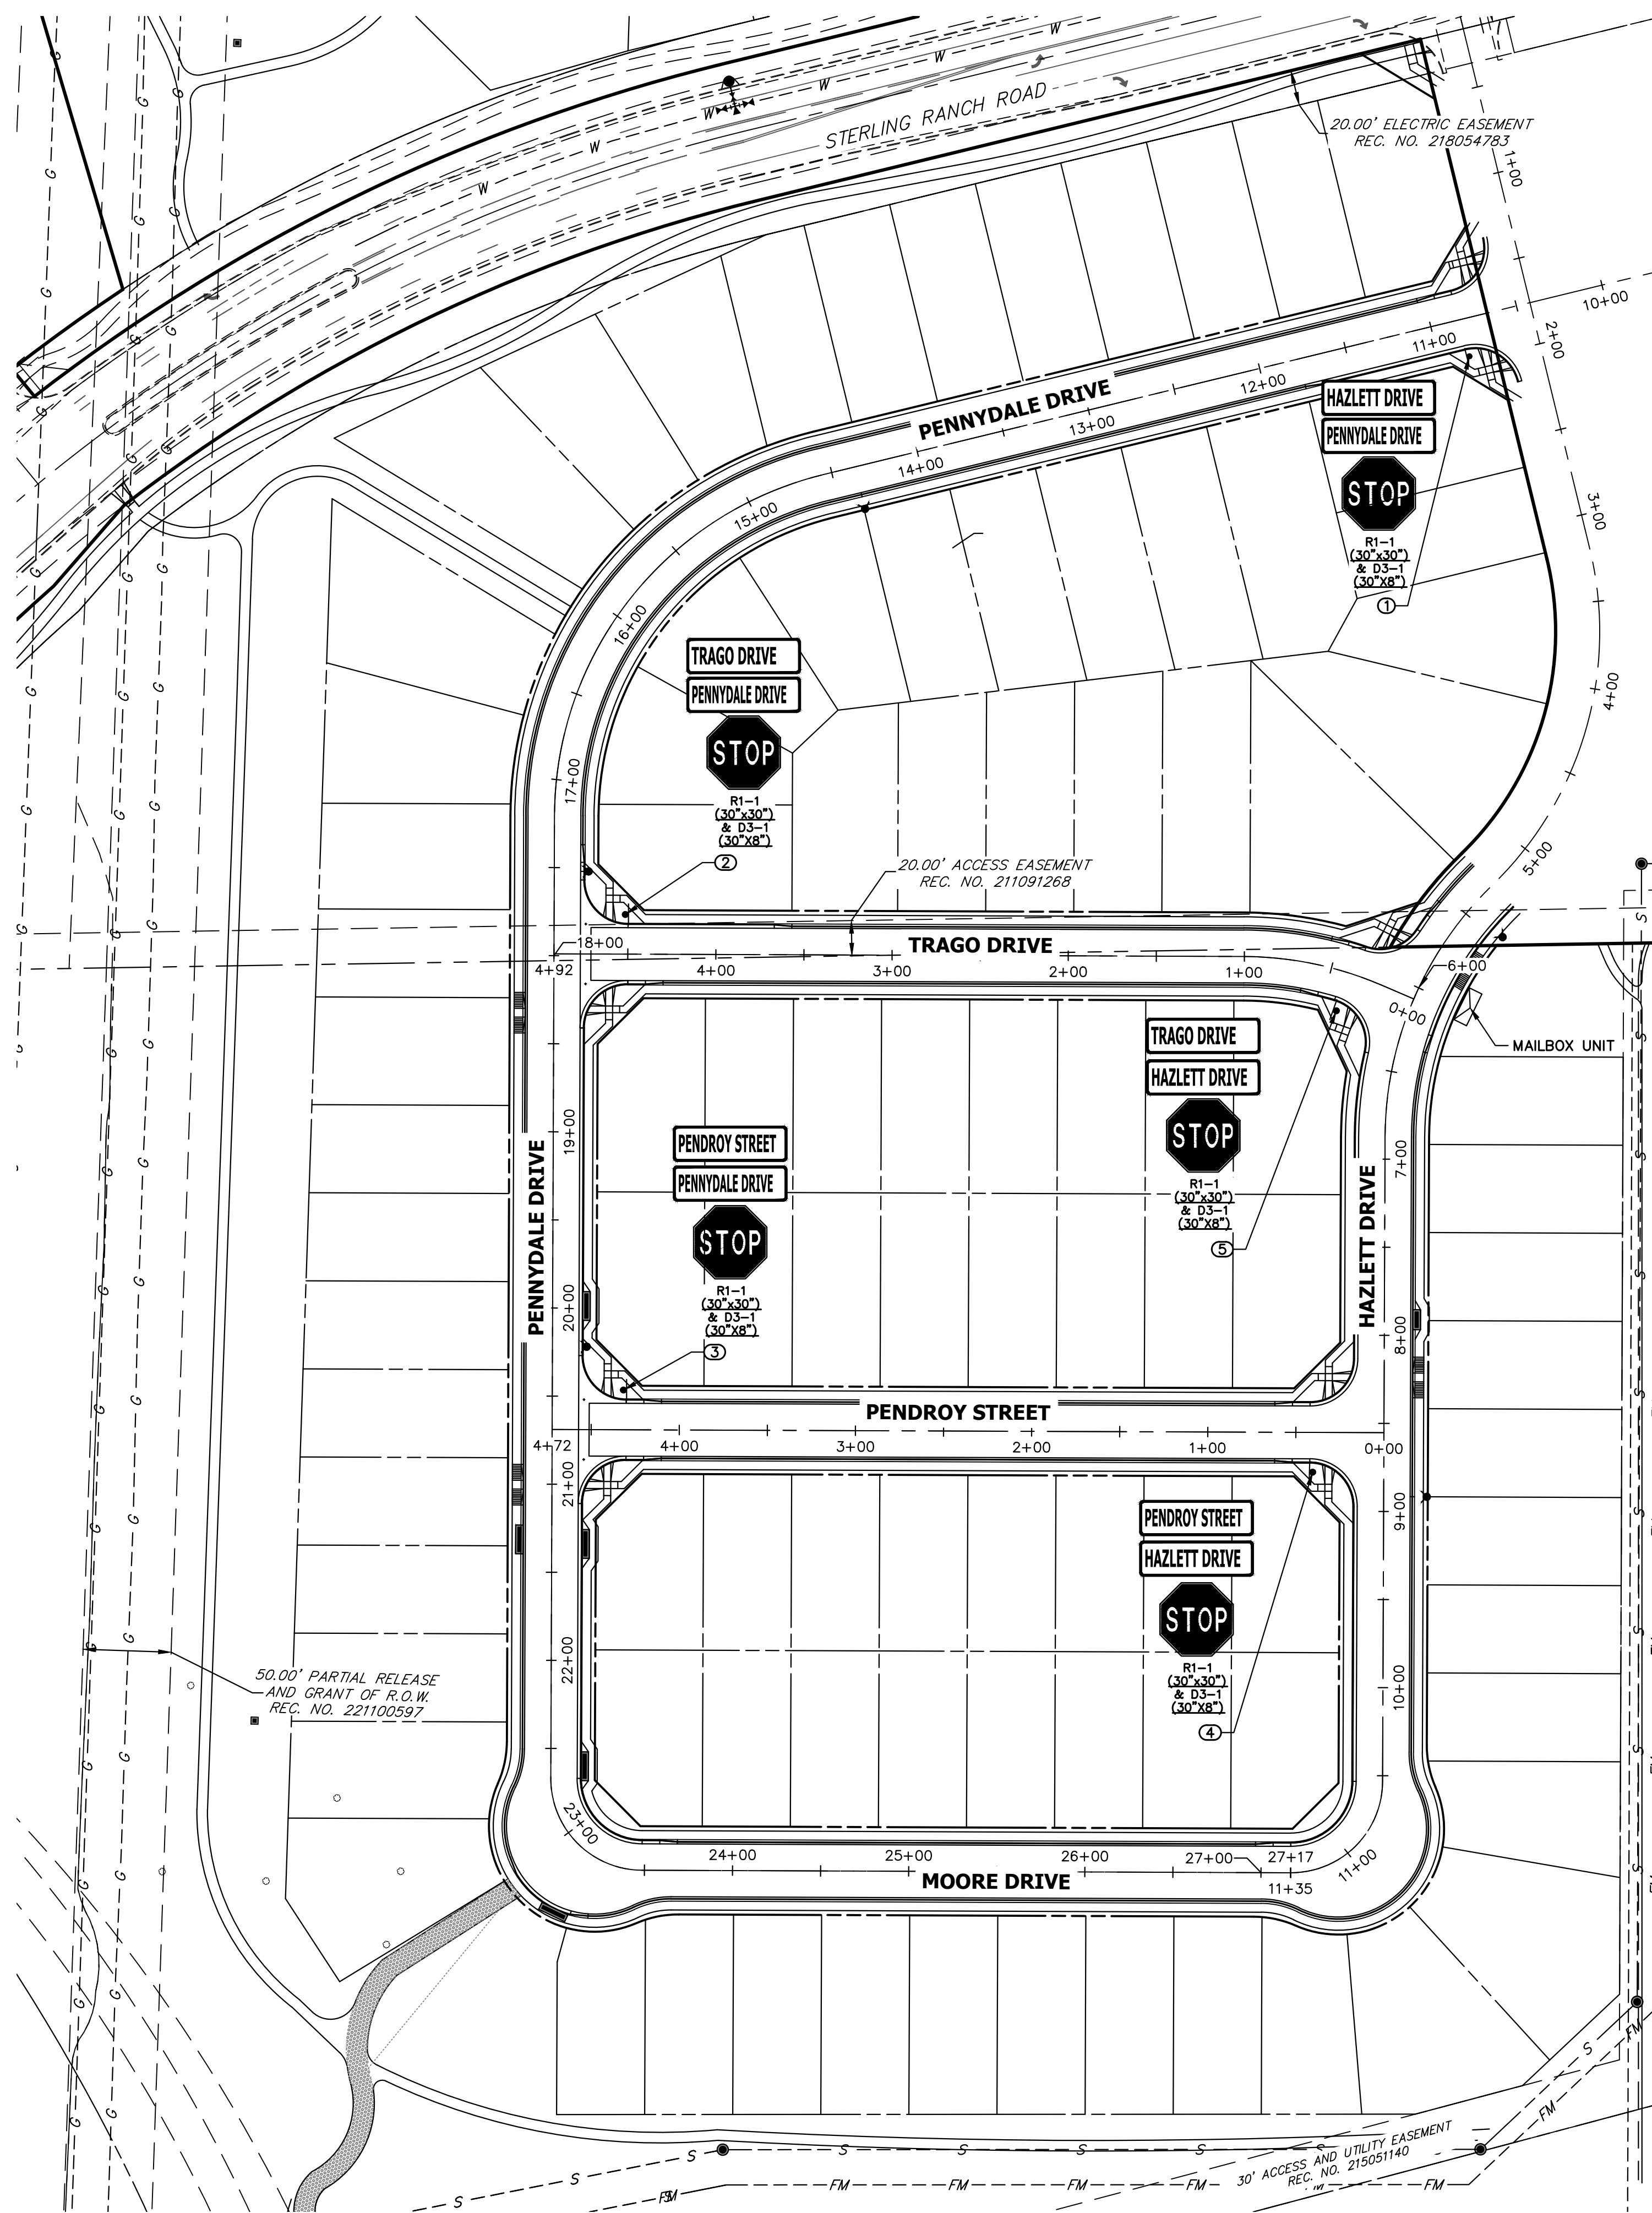 STERLING RANCH ROAD
20.00' ELECTRIC EASEMENT
REC. NO. 218054783
1+00
10+00
2+00
PENNYDALE DRIVE
11+00
12+00
13+00
14+00
15+00
16+00
17+00
HAZLETT DRIVE
PENNYDALE DRIVE
STOP
R1-1
(30"x30")
& D3-1
(30"X8")
1
3+00
4+00
5+00
TRAGO DRIVE
PENNYDALE DRIVE
STOP
R1-1
(30"x30")
& D3-1
(30"X8")
2
20.00' ACCESS EASEMENT
REC. NO. 211091268
18+00
TRAGO DRIVE
4+92
4+00
3+00
2+00
1+00
0+00
6+00
MAILBOX UNIT
TRAGO DRIVE
HAZLETT DRIVE
STOP
R1-1
(30"x30")
& D3-1
(30"X8")
5
PENDROY STREET
PENNYDALE DRIVE
STOP
R1-1
(30"x30")
& D3-1
(30"X8")
3
PENNYDALE DRIVE
19+00
20+00
HAZLETT DRIVE
7+00
8+00
PENDROY STREET
4+72
4+00
3+00
2+00
1+00
0+00
21+00
9+00
PENDROY STREET
HAZLETT DRIVE
STOP
R1-1
(30"x30")
& D3-1
(30"X8")
4
22+00
10+00
50.00' PARTIAL RELEASE
AND GRANT OF R.O.W.
REC. NO. 221100597
23+00
24+00
25+00
26+00
27+00
27+17
11+00
MOORE DRIVE
11+35
30' ACCESS AND UTILITY EASEMENT
REC. NO. 215051140
S
S
S
S
S
S
S
S
FM
FM
FM
FM
FM
FM
FM
W
W
W
W
W
W
G
G
G
G
G
G